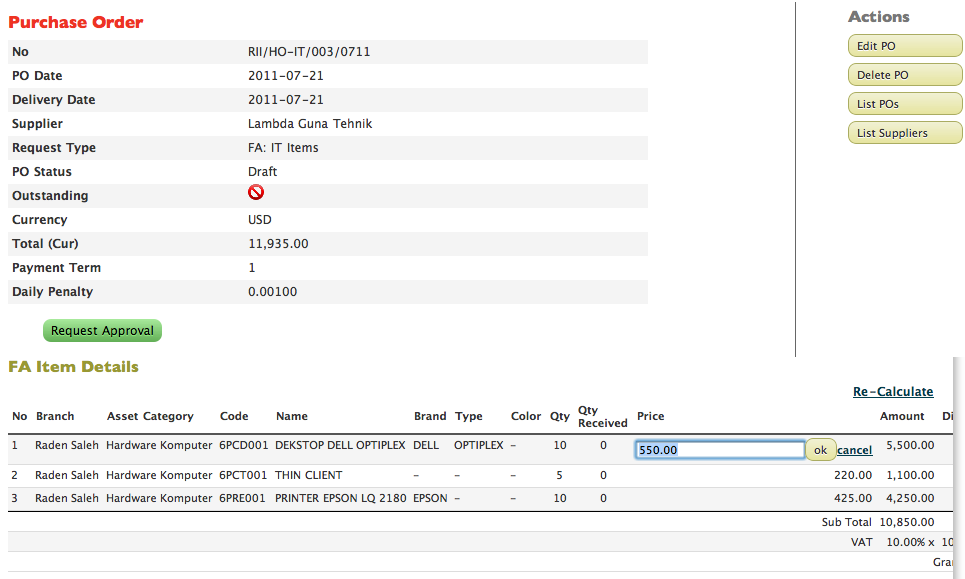 Purchase Order
No RII/HO-IT/003/0711
PO Date 2011-07-21
Delivery Date 2011-07-21
Supplier Lambda Guna Tehnik
Request Type FA: IT Items
PO Status Draft
Outstanding
Currency USD
Total (Cur) 11,935.00
Payment Term 1
Daily Penalty 0.00100
Request Approval
Actions
Edit PO
Delete PO
List POs
List Suppliers
FA Item Details
Re-Calculate
No Branch Asset Category Code Name Brand Type Color Qty Qty Received Price Amount Di
1 Raden Saleh Hardware Komputer 6PCD001 DEKSTOP DELL OPTIPLEX DELL OPTIPLEX - 10 0 550.00 ok cancel 5,500.00
2 Raden Saleh Hardware Komputer 6PCT001 THIN CLIENT - - - 5 0 220.00 1,100.00
3 Raden Saleh Hardware Komputer 6PRE001 PRINTER EPSON LQ 2180 EPSON - - 10 0 425.00 4,250.00
Sub Total 10,850.00
VAT 10.00% x 10
Gra